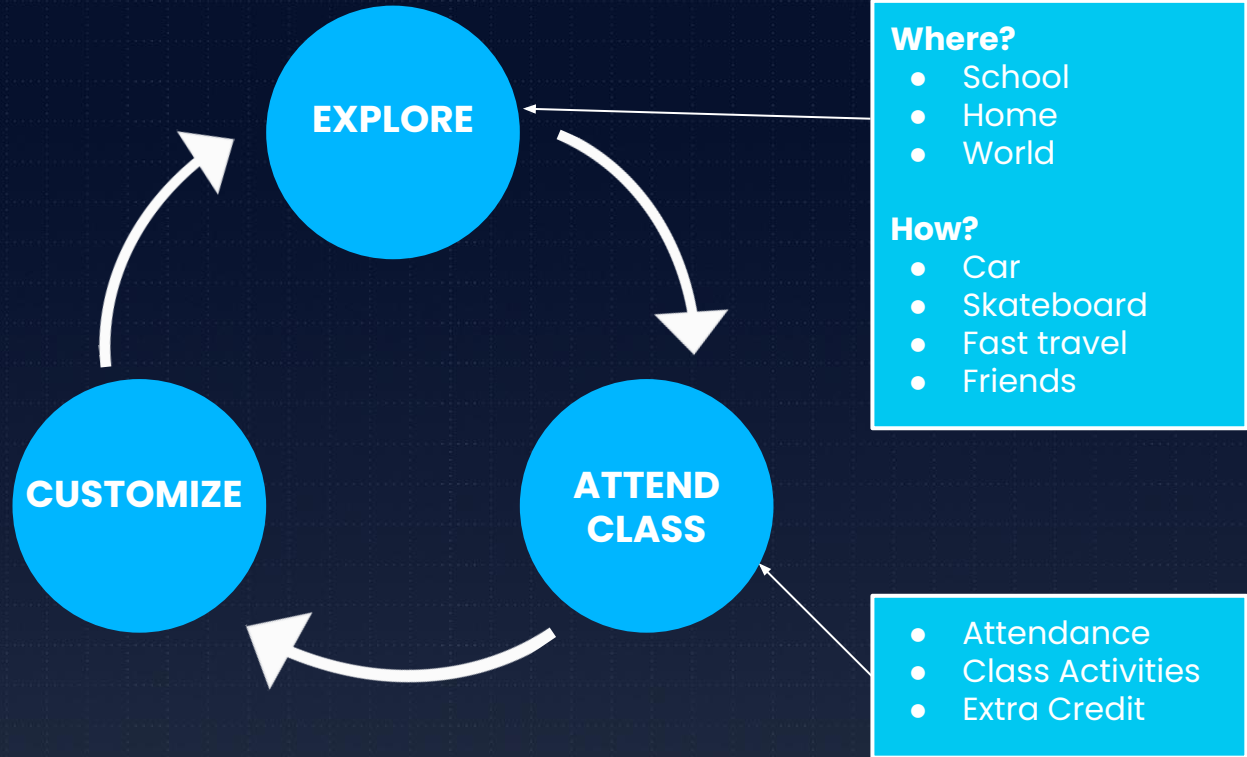 EXPLORE
Where?
● School
● Home
● World
How?
● Car
● Skateboard
● Fast travel
● Friends
CUSTOMIZE
ATTEND
CLASS
● Attendance
● Class Activities
● Extra Credit